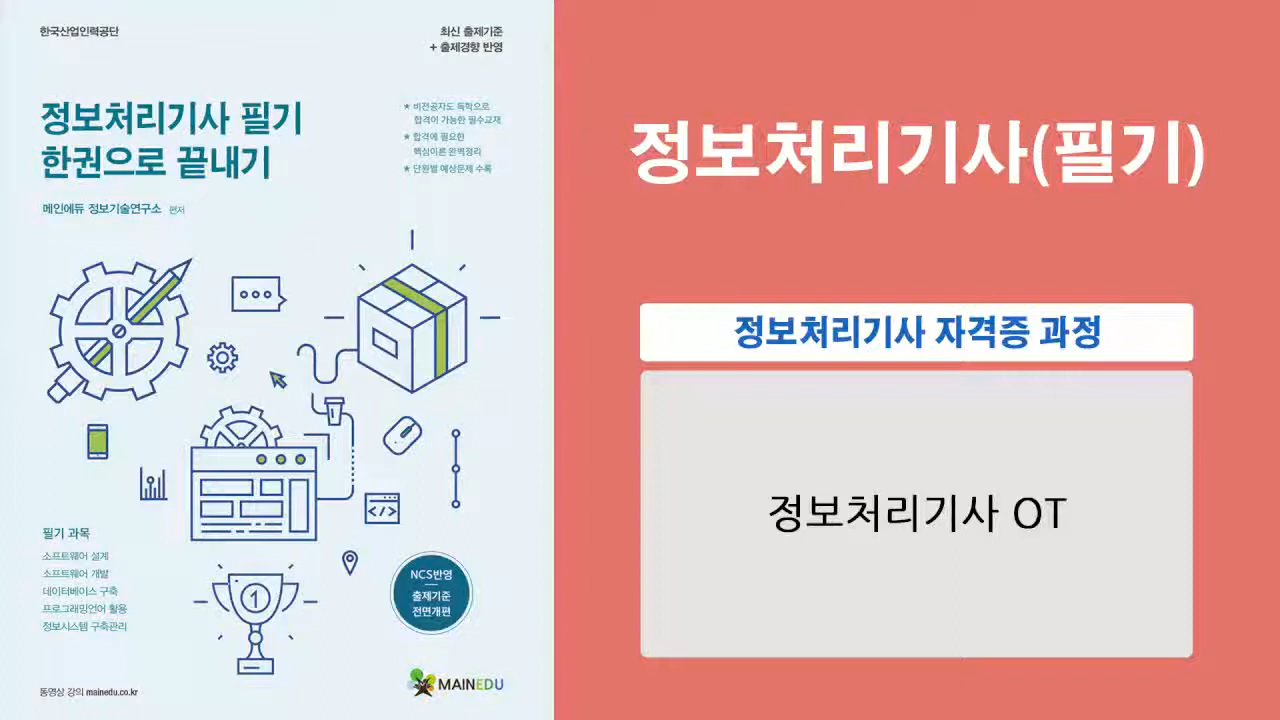 한국산업인력공단
최신 출제기준
+ 출제경향 반영
정보처리기사 필기
한권으로 끝내기
★ 비전공자도 독학으로
합격이 가능한 필수교재
★ 합격에 필요한
핵심이론 완벽정리
★ 단원별 예상문제 수록
메인에듀 정보기술연구소 편저
필기 과목
소프트웨어 설계
소프트웨어 개발
데이터베이스 구축
프로그래밍언어 활용
정보시스템 구축관리
1
</>
NCS반영
출제기준
전면개편
동영상 강의 mainedu.co.kr
MAINEDU
정보처리기사(필기)
정보처리기사 자격증 과정
정보처리기사 OT